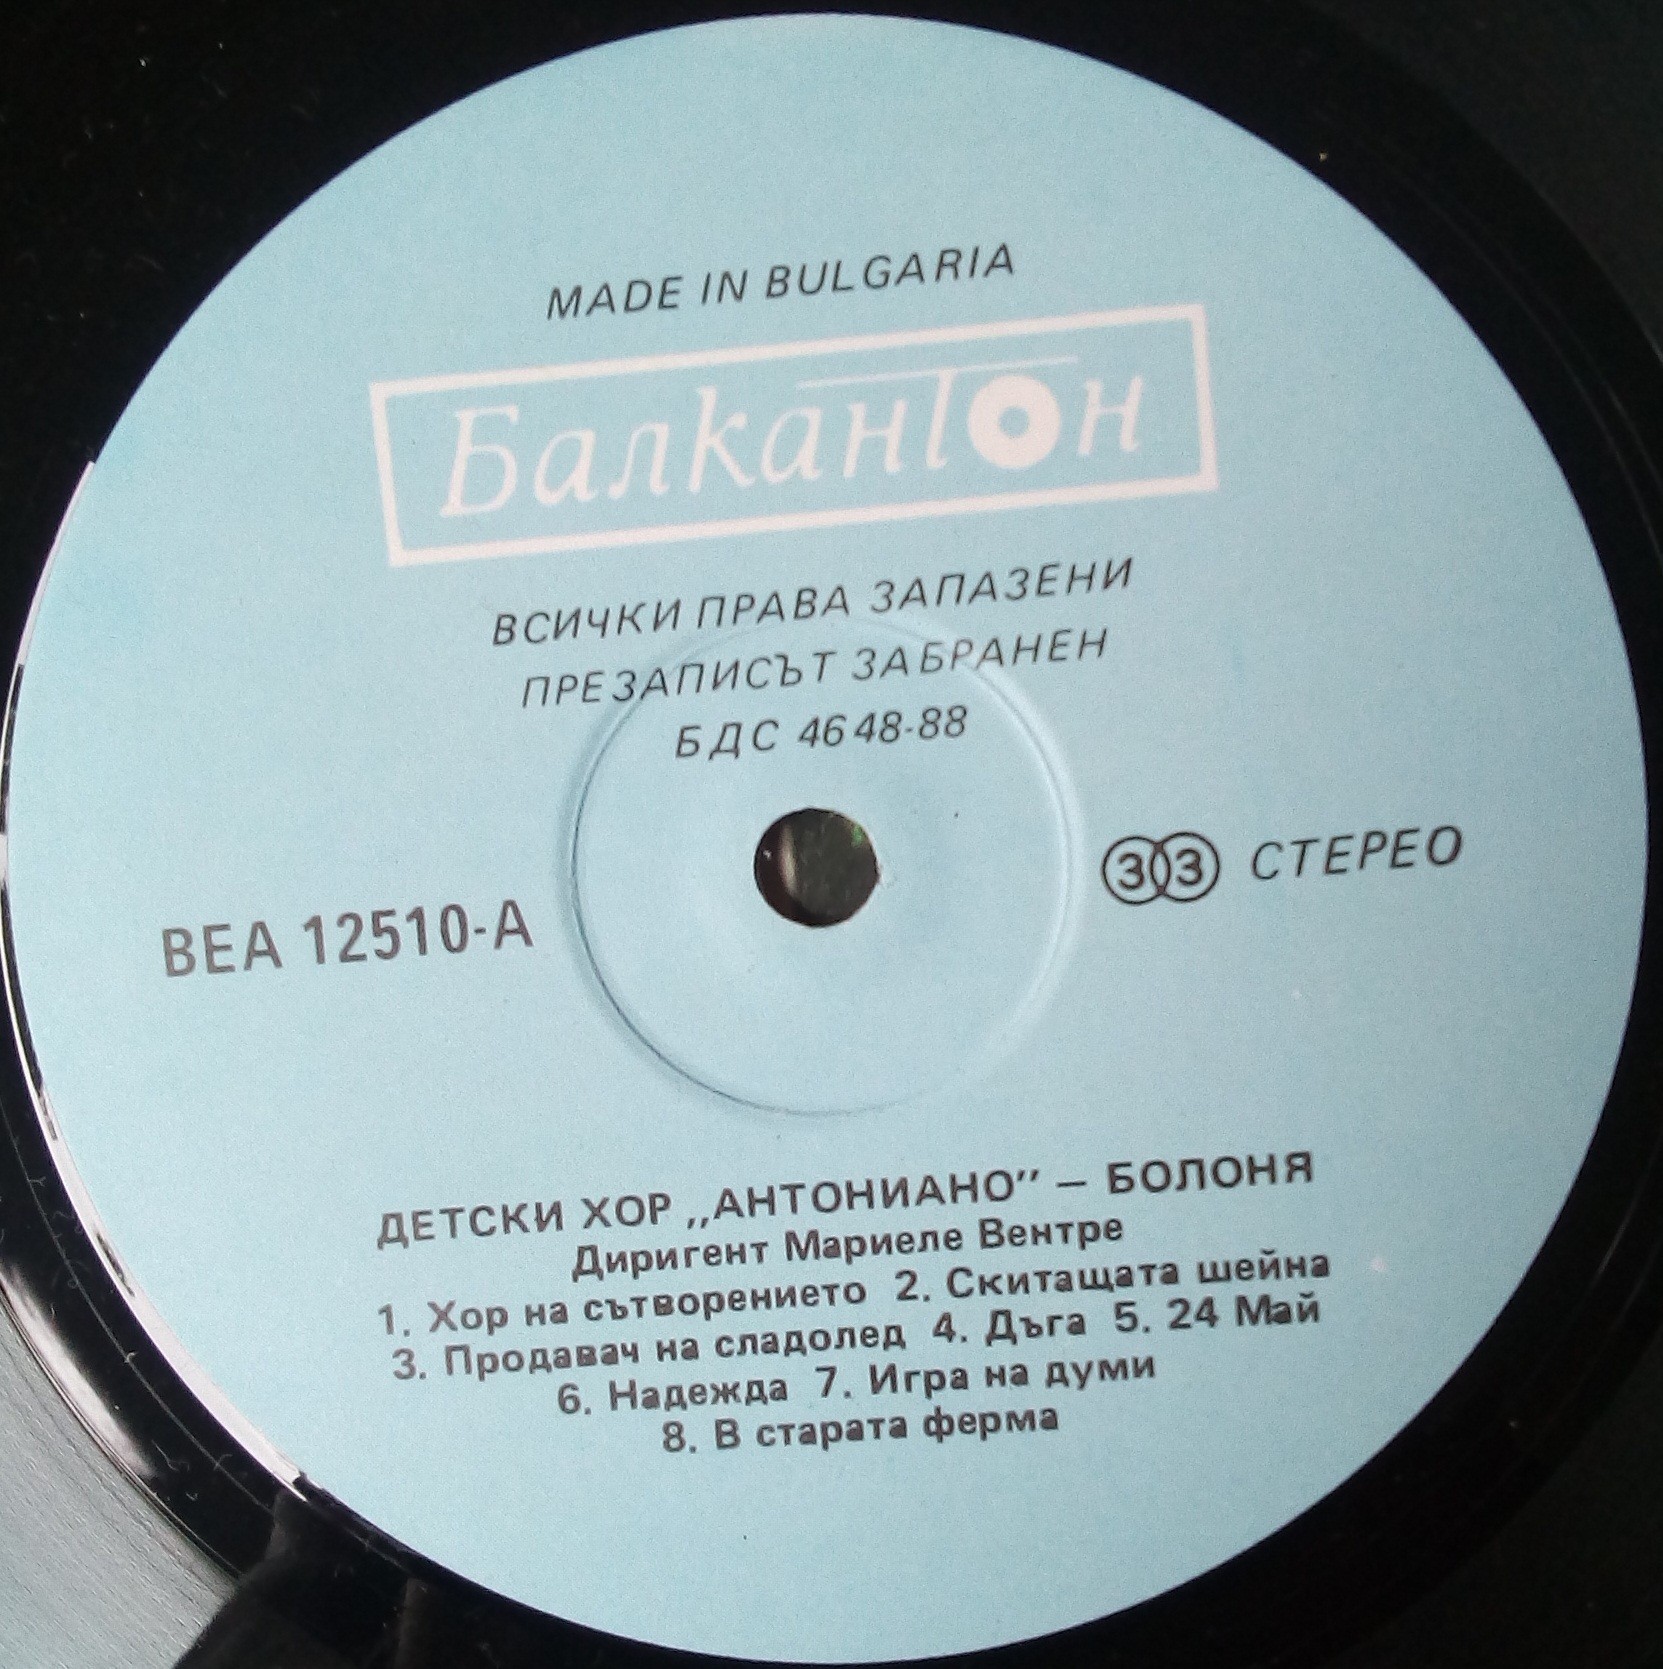 MADE IN BULGARIA
Балкантон
ВСИЧКИ ПРАВА ЗАПАЗЕНИ
ПРЕЗАПИСЪТ ЗАБРАНЕН
БДС 4648-88
33 СТЕРЕО
ВЕА 12510-А
ДЕТСКИ ХОР „АНТОНИАНО” – БОЛОНЯ
Диригент Мариеле Вентре
1. Хор на сътворението 2. Скитащата шейна
3. Продавач на сладолед 4. Дъга 5. 24 Май
6. Надежда 7. Игра на думи
8. В старата ферма